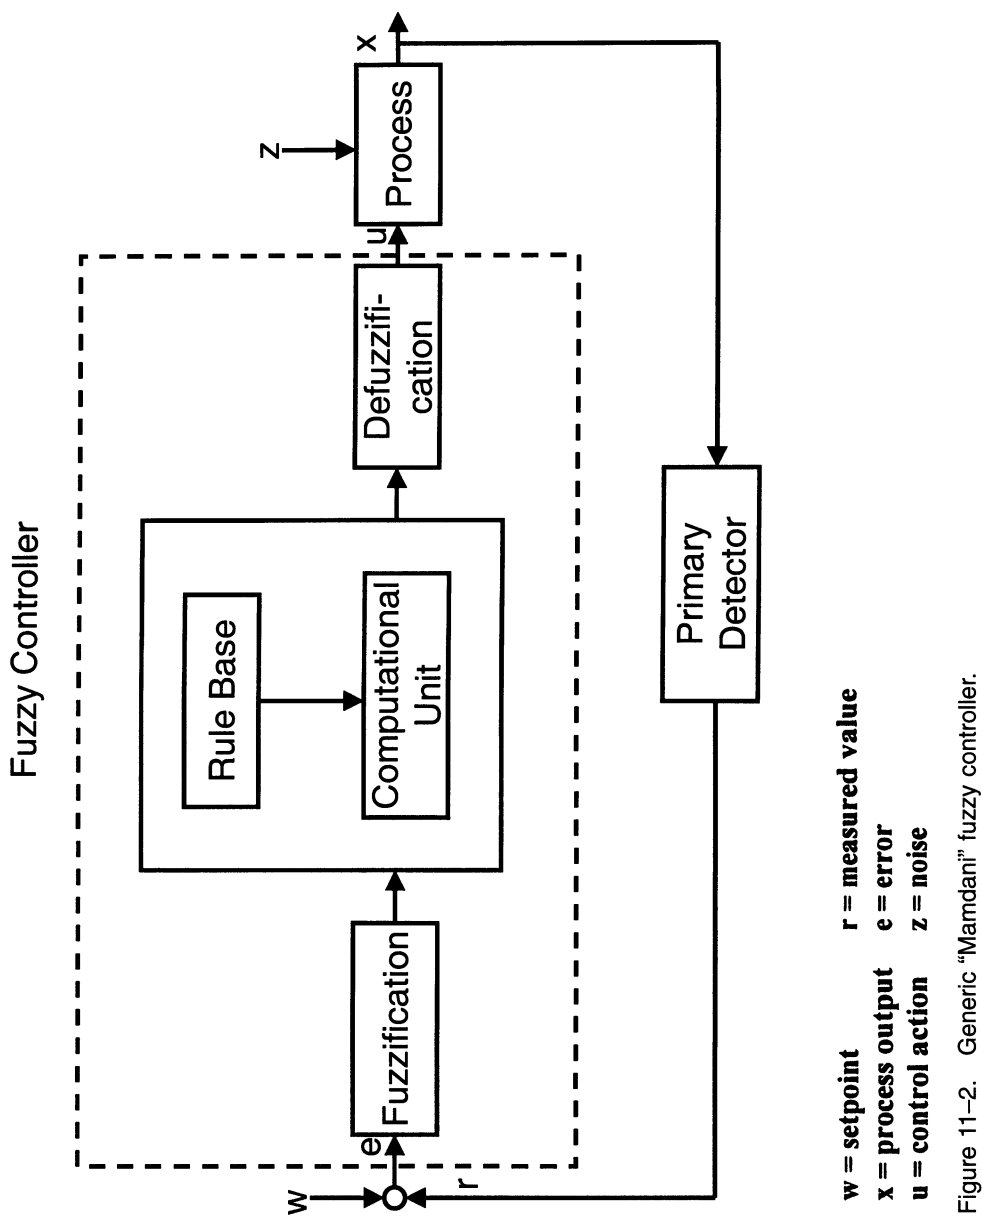 Fuzzy Controller
w
e
r
Fuzzification
Rule Base
Computational
Unit
Defuzzifi-
cation
u
z
Process
x
Primary
Detector
w = setpoint
r = measured value
x = process output
e = error
u = control action
z = noise
Figure 11–2. Generic “Mamdani” fuzzy controller.